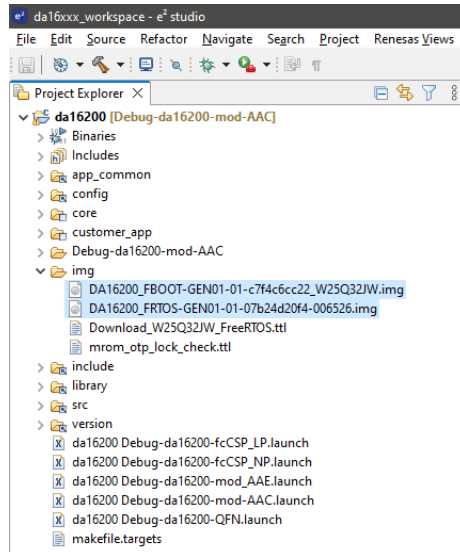 da16xxx_workspace - e² studio
File Edit Source Refactor Navigate Search Project Renesas Views
Project Explorer
da16200 [Debug-da16200-mod-AAC]
Binaries
Includes
app_common
config
core
customer_app
Debug-da16200-mod-AAC
img
DA16200_FBOOT-GEN01-01-c7f4c6cc22_W25Q32JW.img
DA16200_FRTOS-GEN01-01-07b24d20f4-006526.img
Download_W25Q32JW_FreeRTOS.ttl
mrom_otp_lock_check.ttl
include
library
src
version
da16200 Debug-da16200-fcCSP_LP.launch
da16200 Debug-da16200-fcCSP_NP.launch
da16200 Debug-da16200-mod_AAE.launch
da16200 Debug-da16200-mod-AAC.launch
da16200 Debug-da16200-QFN.launch
makefile.targets